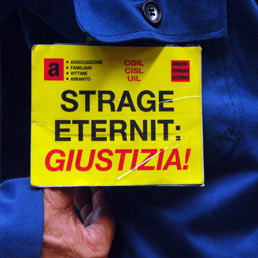 a
ASSOCIAZIONE
FAMILIARI
VITTIME
AMIANTO
CGIL
CISL
UIL
STRAGE
ETERNIT:
GIUSTIZIA!